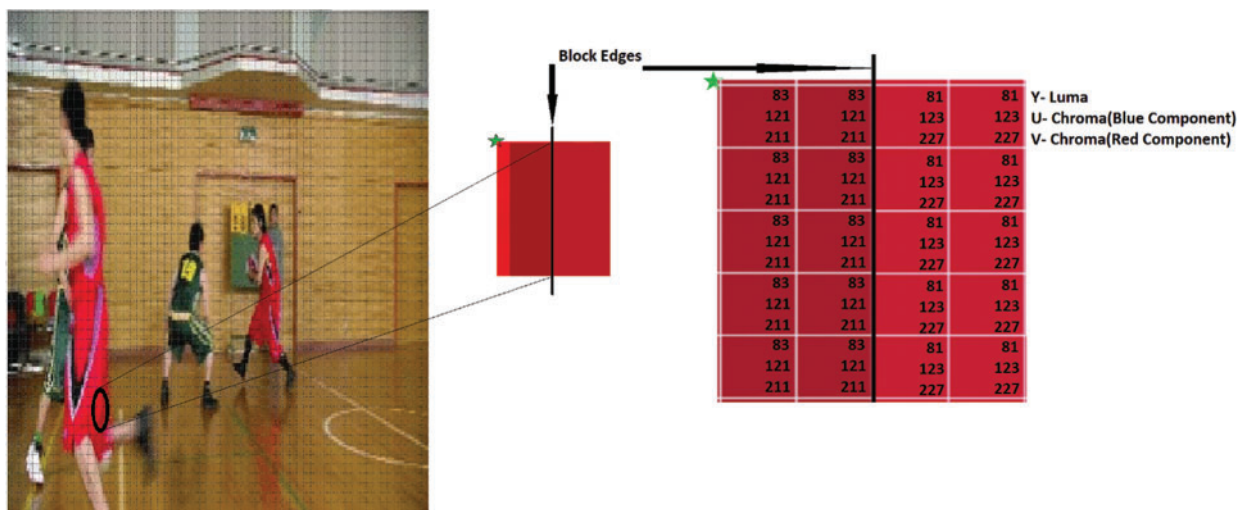 Block Edges
83 83 81 81 Y- Luma
121 121 123 123 U- Chroma(Blue Component)
211 211 227 227 V- Chroma(Red Component)
83 83 81 81
121 121 123 123
211 211 227 227
83 83 81 81
121 121 123 123
211 211 227 227
83 83 81 81
121 121 123 123
211 211 227 227
83 83 81 81
121 121 123 123
211 211 227 227